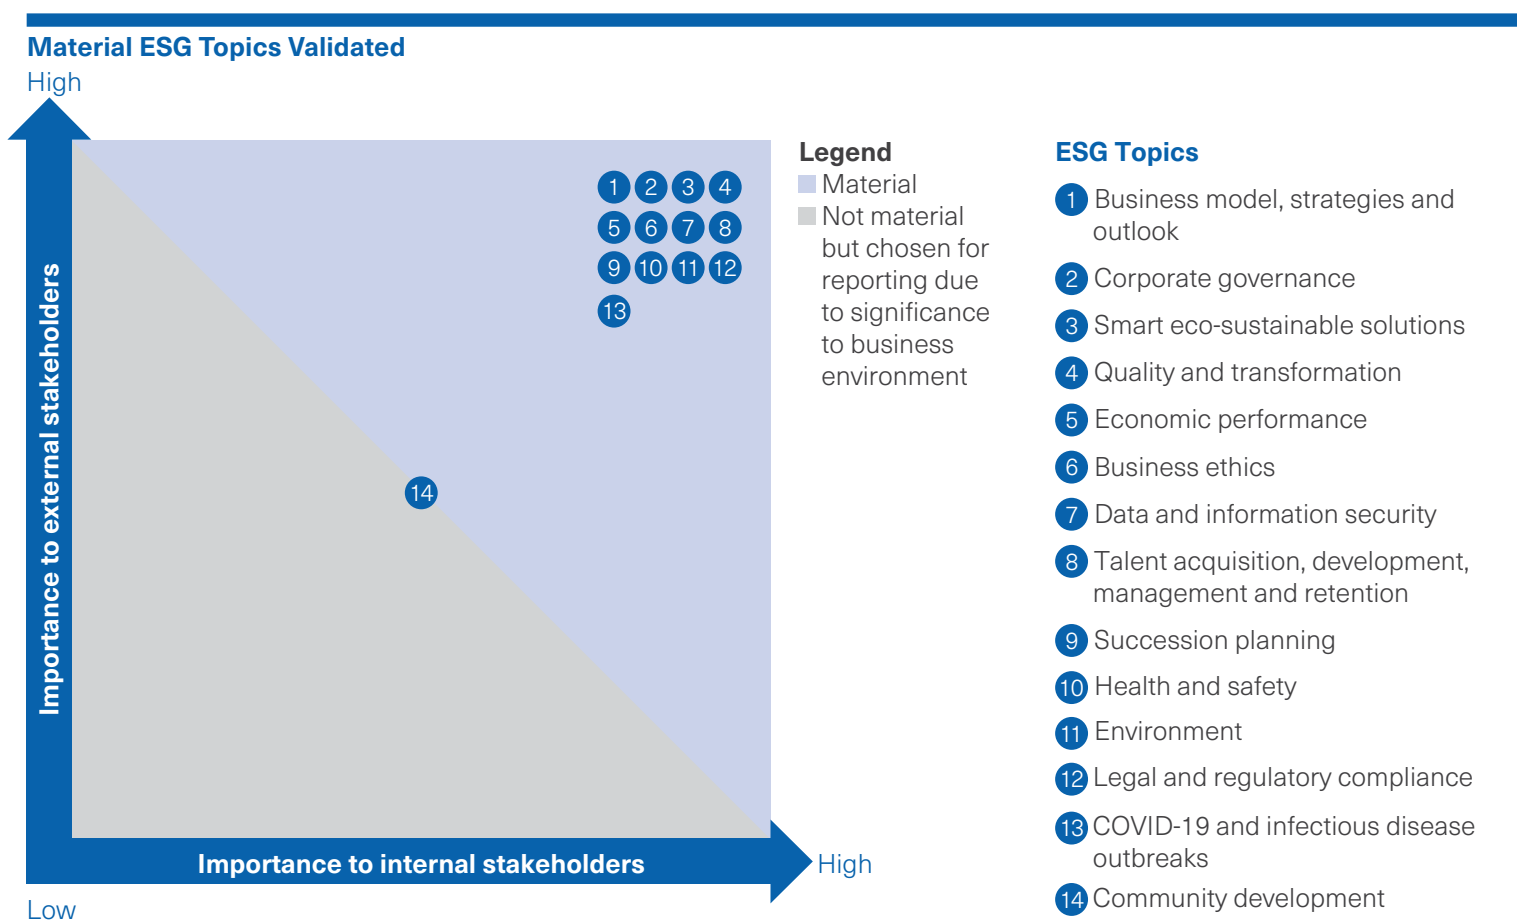 Material ESG Topics Validated
High
Importance to external stakeholders
1 2 3 4
5 6 7 8
9 10 11 12
13
14
Importance to internal stakeholders
High
Low
Legend
Material
Not material
but chosen for
reporting due
to significance
to business
environment
ESG Topics
1 Business model, strategies and
outlook
2 Corporate governance
3 Smart eco-sustainable solutions
4 Quality and transformation
5 Economic performance
6 Business ethics
7 Data and information security
8 Talent acquisition, development,
management and retention
9 Succession planning
10 Health and safety
11 Environment
12 Legal and regulatory compliance
13 COVID-19 and infectious disease
outbreaks
14 Community development